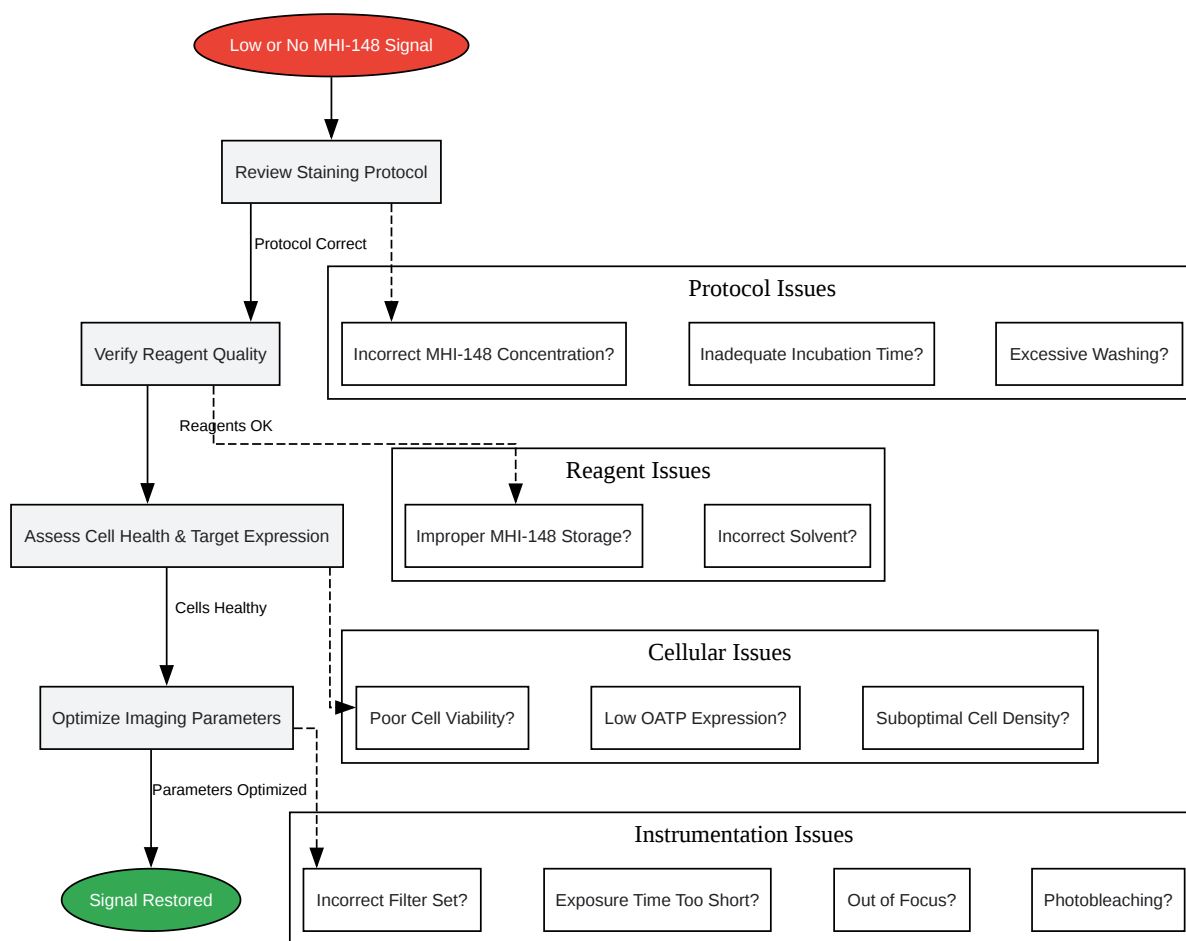 Low or No MHI-148 Signal
Review Staining Protocol
Protocol Correct
Protocol Issues
Verify Reagent Quality
Incorrect MHI-148 Concentration?
Inadequate Incubation Time?
Excessive Washing?
Reagents OK
Reagent Issues
Assess Cell Health & Target Expression
Improper MHI-148 Storage?
Incorrect Solvent?
Cells Healthy
Cellular Issues
Optimize Imaging Parameters
Poor Cell Viability?
Low OATP Expression?
Suboptimal Cell Density?
Parameters Optimized
Instrumentation Issues
Signal Restored
Incorrect Filter Set?
Exposure Time Too Short?
Out of Focus?
Photobleaching?